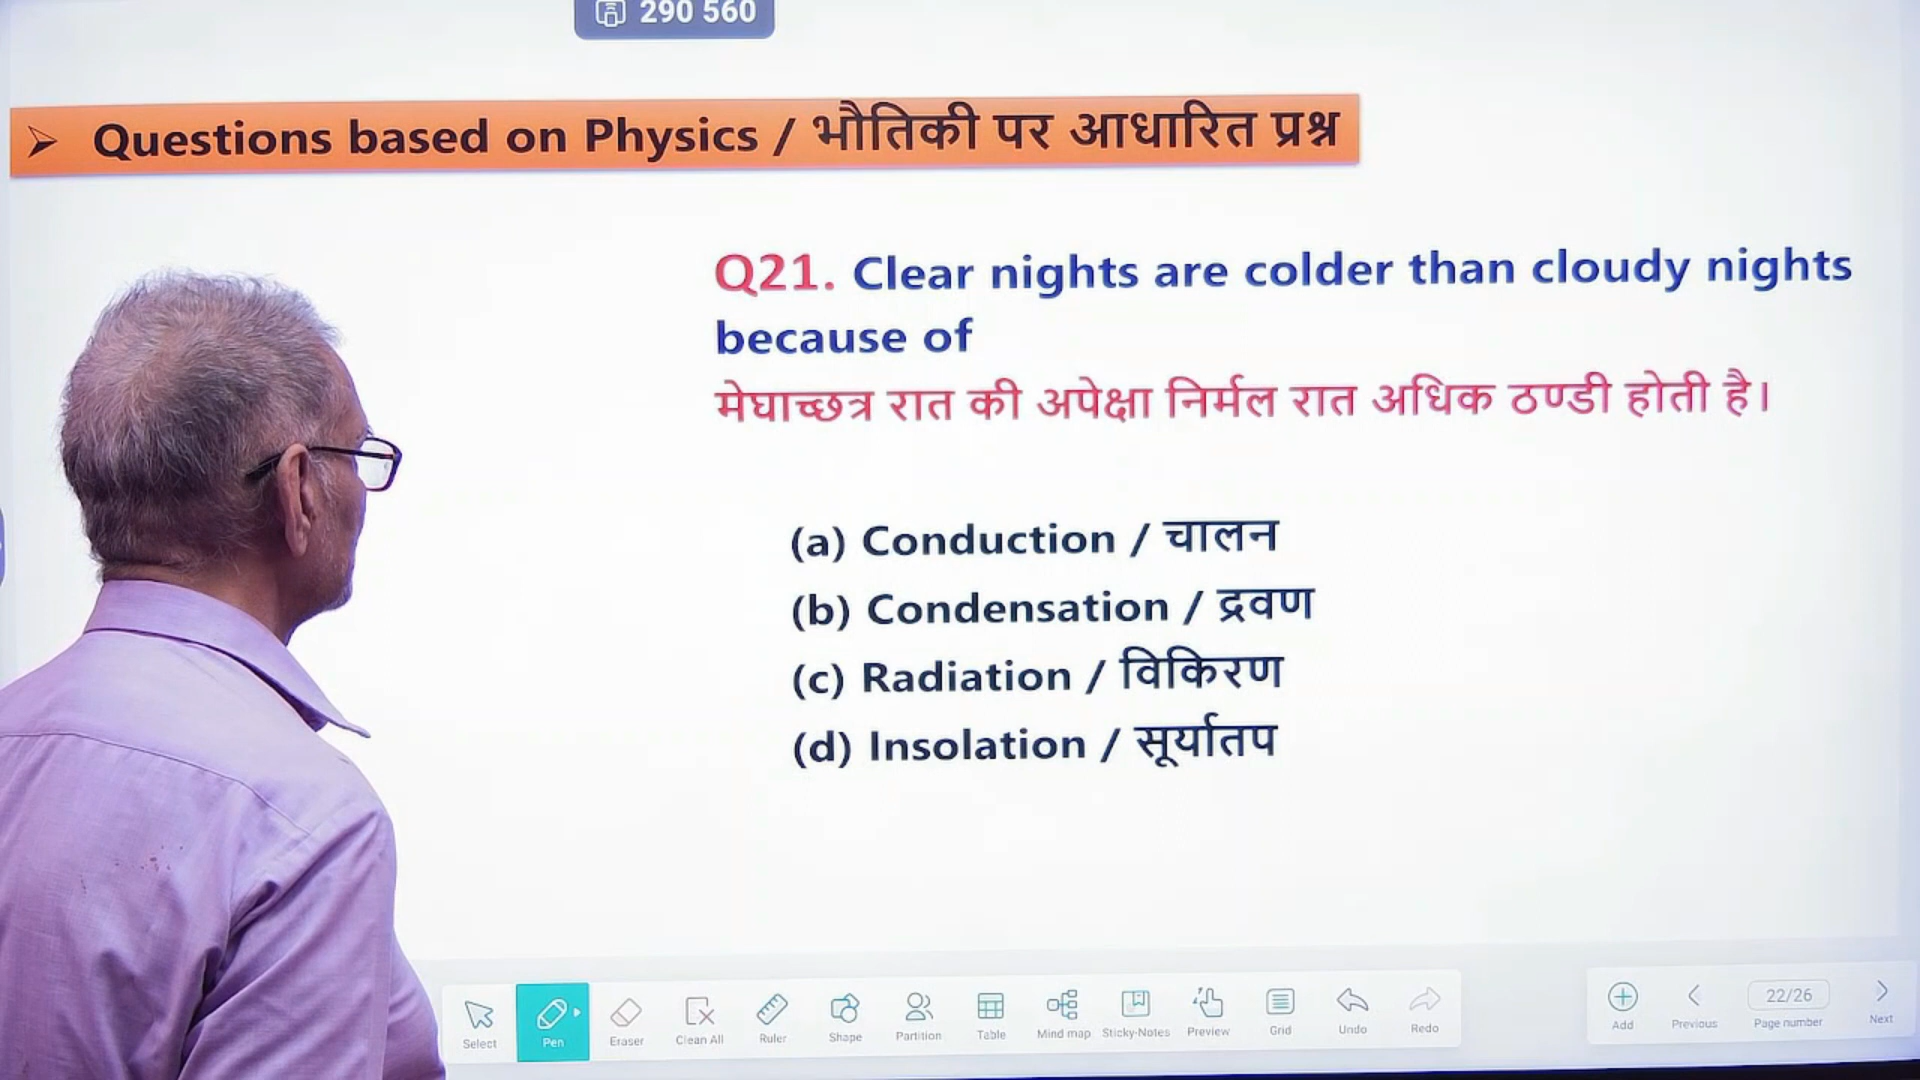 290 560
➢ Questions based on Physics / भौतिकी पर आधारित प्रश्न
Q21. Clear nights are colder than cloudy nights
because of
मेघाच्छत्र रात की अपेक्षा निर्मल रात अधिक ठण्डी होती है।
(a) Conduction / चालन
(b) Condensation / द्रवण
(c) Radiation / विकिरण
(d) Insolation / सूर्यातप
Select Pen Eraser Clean All Ruler Shape Partition Table Mind map Sticky-Notes Preview Grid Undo Redo
22/26
Add Previous Page number Next